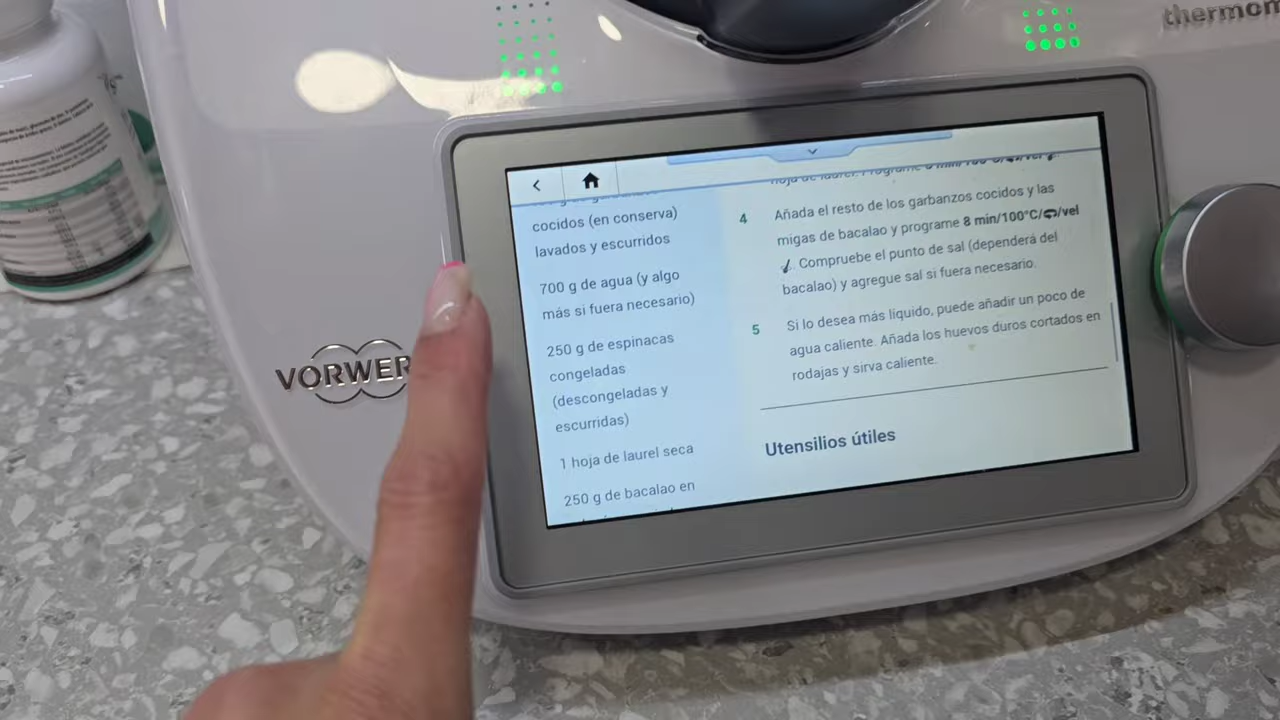 thermom
cocidos (en conserva)
lavados y escurridos
700 g de agua (y algo
más si fuera necesario)
250 g de espinacas
congeladas
(descongeladas y
escurridas)
1 hoja de laurel seca
250 g de bacalao en
hoja de laurel. Programe
4
Añada el resto de los garbanzos cocidos y las
migas de bacalao y programe 8 min/100°C/ /vel
. Compruebe el punto de sal (dependerá del
bacalao) y agregue sal si fuera necesario.
5
Si lo desea más líquido, puede añadir un poco de
agua caliente. Añada los huevos duros cortados en
rodajas y sirva caliente.
Utensilios útiles
VORWER